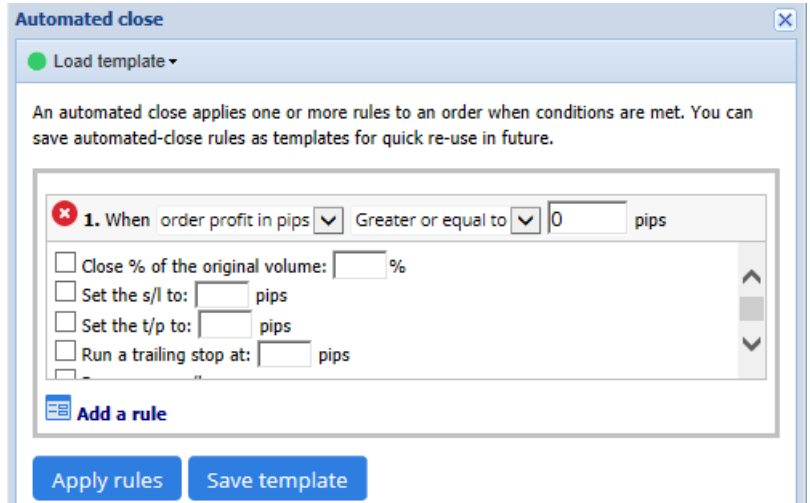 Automated close
Load template
An automated close applies one or more rules to an order when conditions are met. You can
save automated-close rules as templates for quick re-use in future.
1. When order profit in pips Greater or equal to 0 pips
Close % of the original volume: %
Set the s/l to: pips
Set the t/p to: pips
Run a trailing stop at: pips
Add a rule
Apply rules Save template